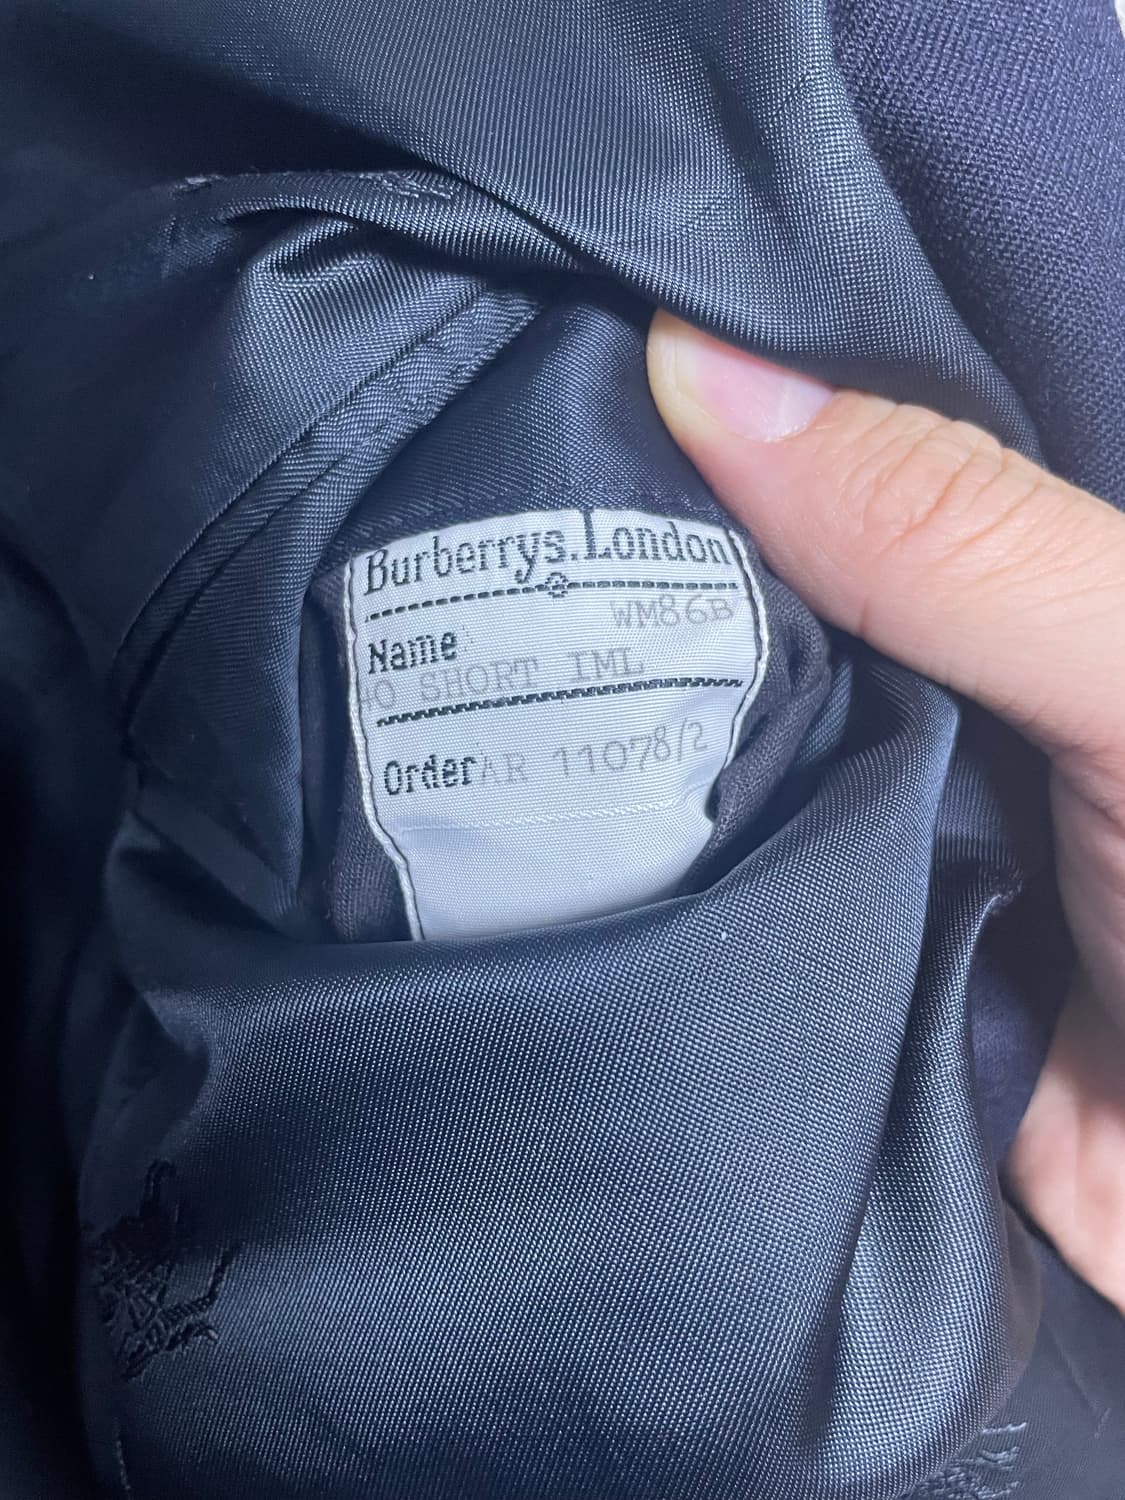 Burberrys.London
WM86B
Name
40 SHORT IML
Order AR 11078/2